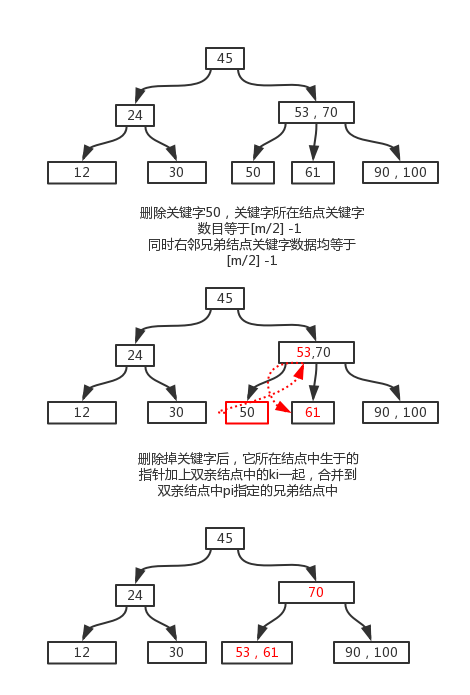 45
24
53 , 70
12
30
50
61
90 , 100
删除关键字50，关键字所在结点关键字
数目等于[m/2] -1
同时右邻兄弟结点关键字数据均等于
[m/2] -1
45
24
53,70
12
30
50
61
90 , 100
删除掉关键字后，它所在结点中生于的
指针加上双亲结点中的ki一起，合并到
双亲结点中pi指定的兄弟结点中
45
24
70
12
30
53 , 61
90 , 100